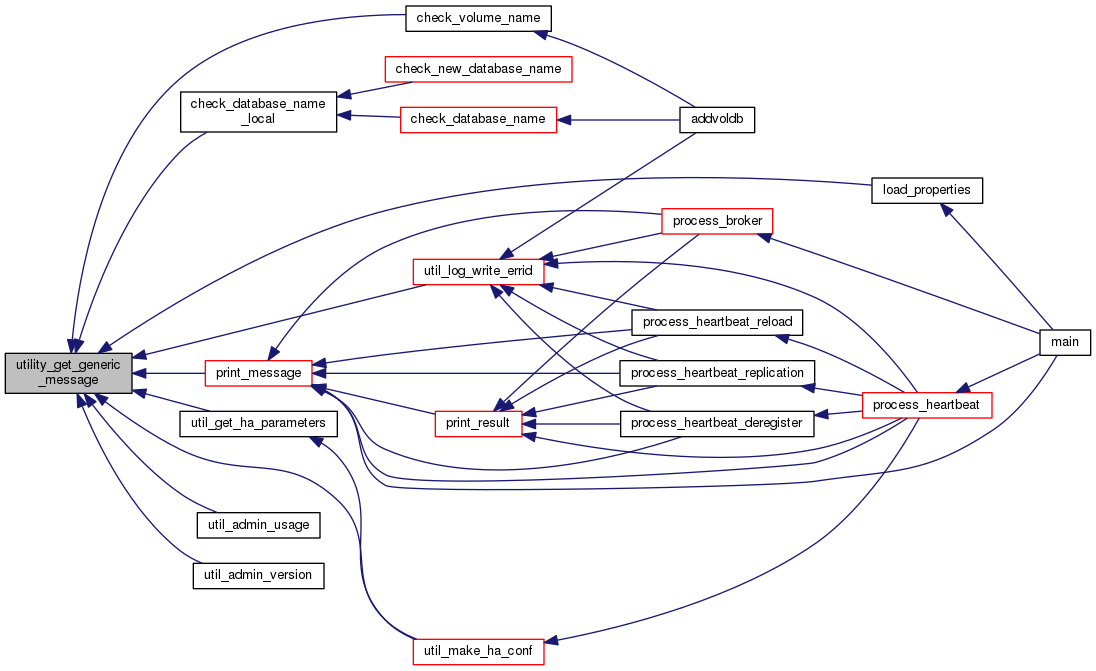 check_volume_name
check_new_database_name
check_database_name
_local
check_database_name
addvoldb
load_properties
process_broker
util_log_write_errid
process_heartbeat_reload
main
utility_get_generic
_message
print_message
process_heartbeat_replication
process_heartbeat
util_get_ha_parameters
print_result
process_heartbeat_deregister
util_admin_usage
util_admin_version
util_make_ha_conf